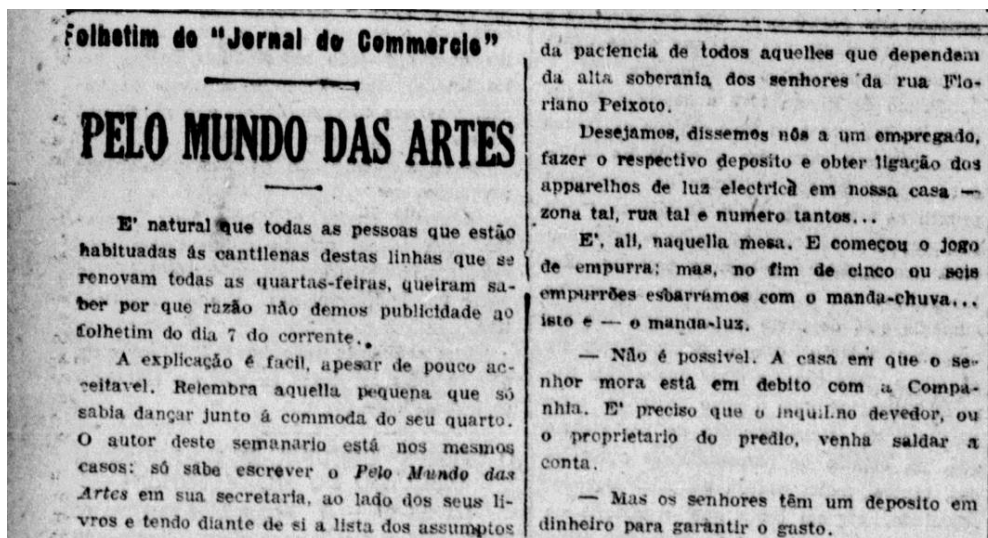 Folhetim do "Jornal do Commercio"
PELO MUNDO DAS ARTES
E' natural que todas as pessoas que estão
habituadas ás cantilenas destas linhas que se
renovam todas as quartas-feiras, queiram sa-
ber por que razão não demos publicidade ao
folhetim do dia 7 do corrente..
A explicação é facil, apesar de pouco ac-
ceitavel. Relembra aquella pequena que só
sabia dançar junto á commoda do seu quarto.
O autor deste semanario está nos mesmos
casos: só sabe escrever o Pelo Mundo das
Artes em sua secretaria, ao lado dos seus li-
vros e tendo diante de si a lista dos assumptos
da paciencia de todos aquelles que dependem
da alta soberania dos senhores da rua Flo-
riano Peixoto.
Desejamos, dissemos nós a um empregado,
fazer o respectivo deposito e obter ligação dos
apparelhos de luz electrica em nossa casa —
zona tal, rua tal e numero tantos...
E', ali, naquella mesa. E começou o jogo
de empurra; mas, no fim de cinco ou seis
empurrões esbarramos com o manda-chuva...
isto é — o manda-luz.
— Não é possivel. A casa em que o se-
nhor mora está em debito com a Compa-
nhia. E' preciso que o inquil.no devedor, ou
o proprietario do predio, venha saldar a
conta.
— Mas os senhores têm um deposito em
dinheiro para garantir o gasto.